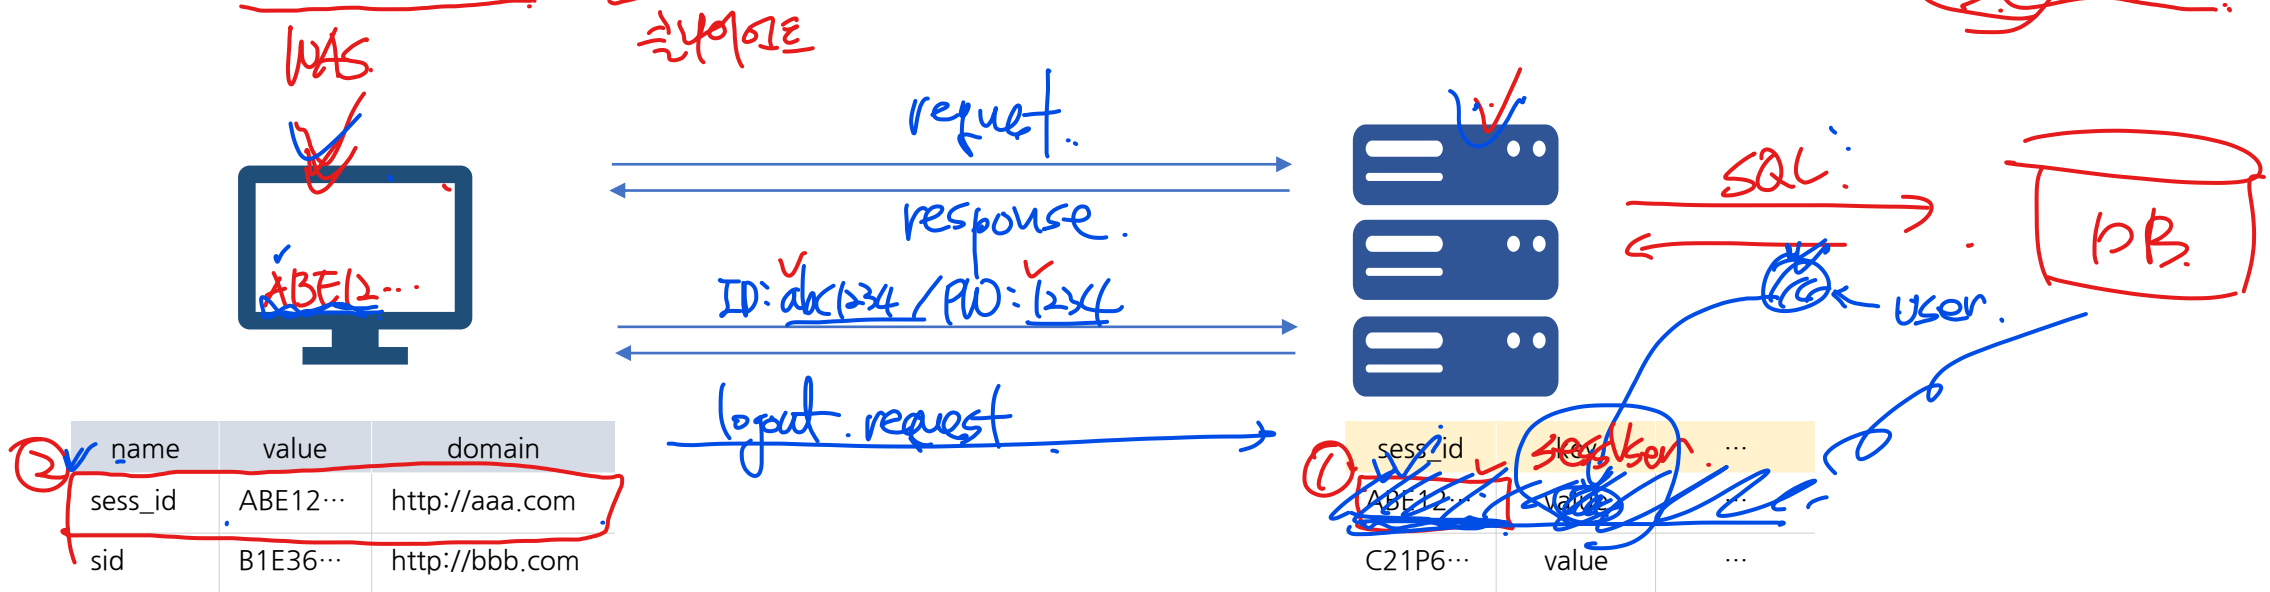 WAS.
클라이언트
request.
response.
SQL.
DB.
ABE12...
ID: abc1234 / PW: 1234
user.
logout request
②
name value domain
sess_id ABE12… http://aaa.com
sid B1E36… http://bbb.com
①
sess_id key sessUser. …
ABE12… value …
C21P6… value …